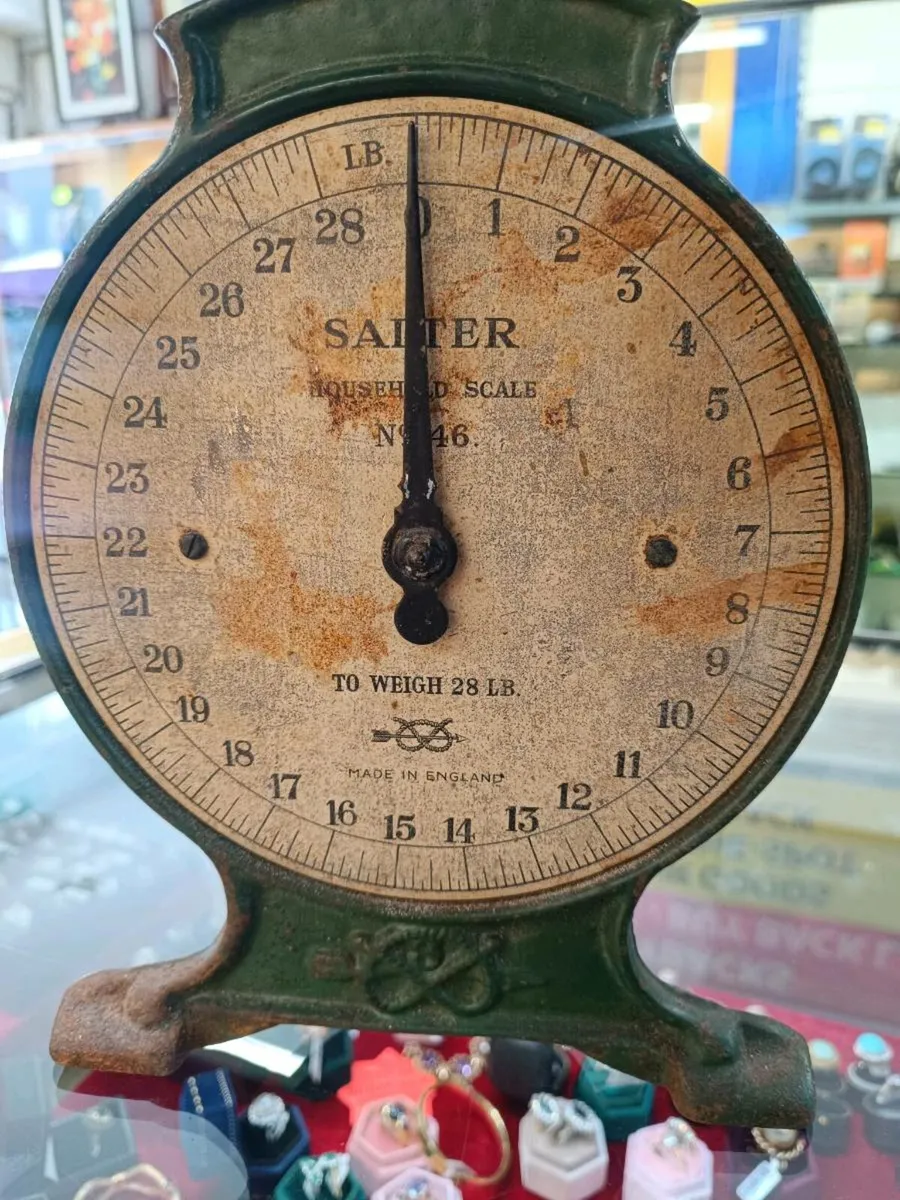 LB.
0 1 2 3 4 5 6 7 8 9 10 11 12 13 14 15 16 17 18 19 20 21 22 23 24 25 26 27 28
SALTER
HOUSEHOLD SCALE
Nº 46.
TO WEIGH 28 LB.
MADE IN ENGLAND